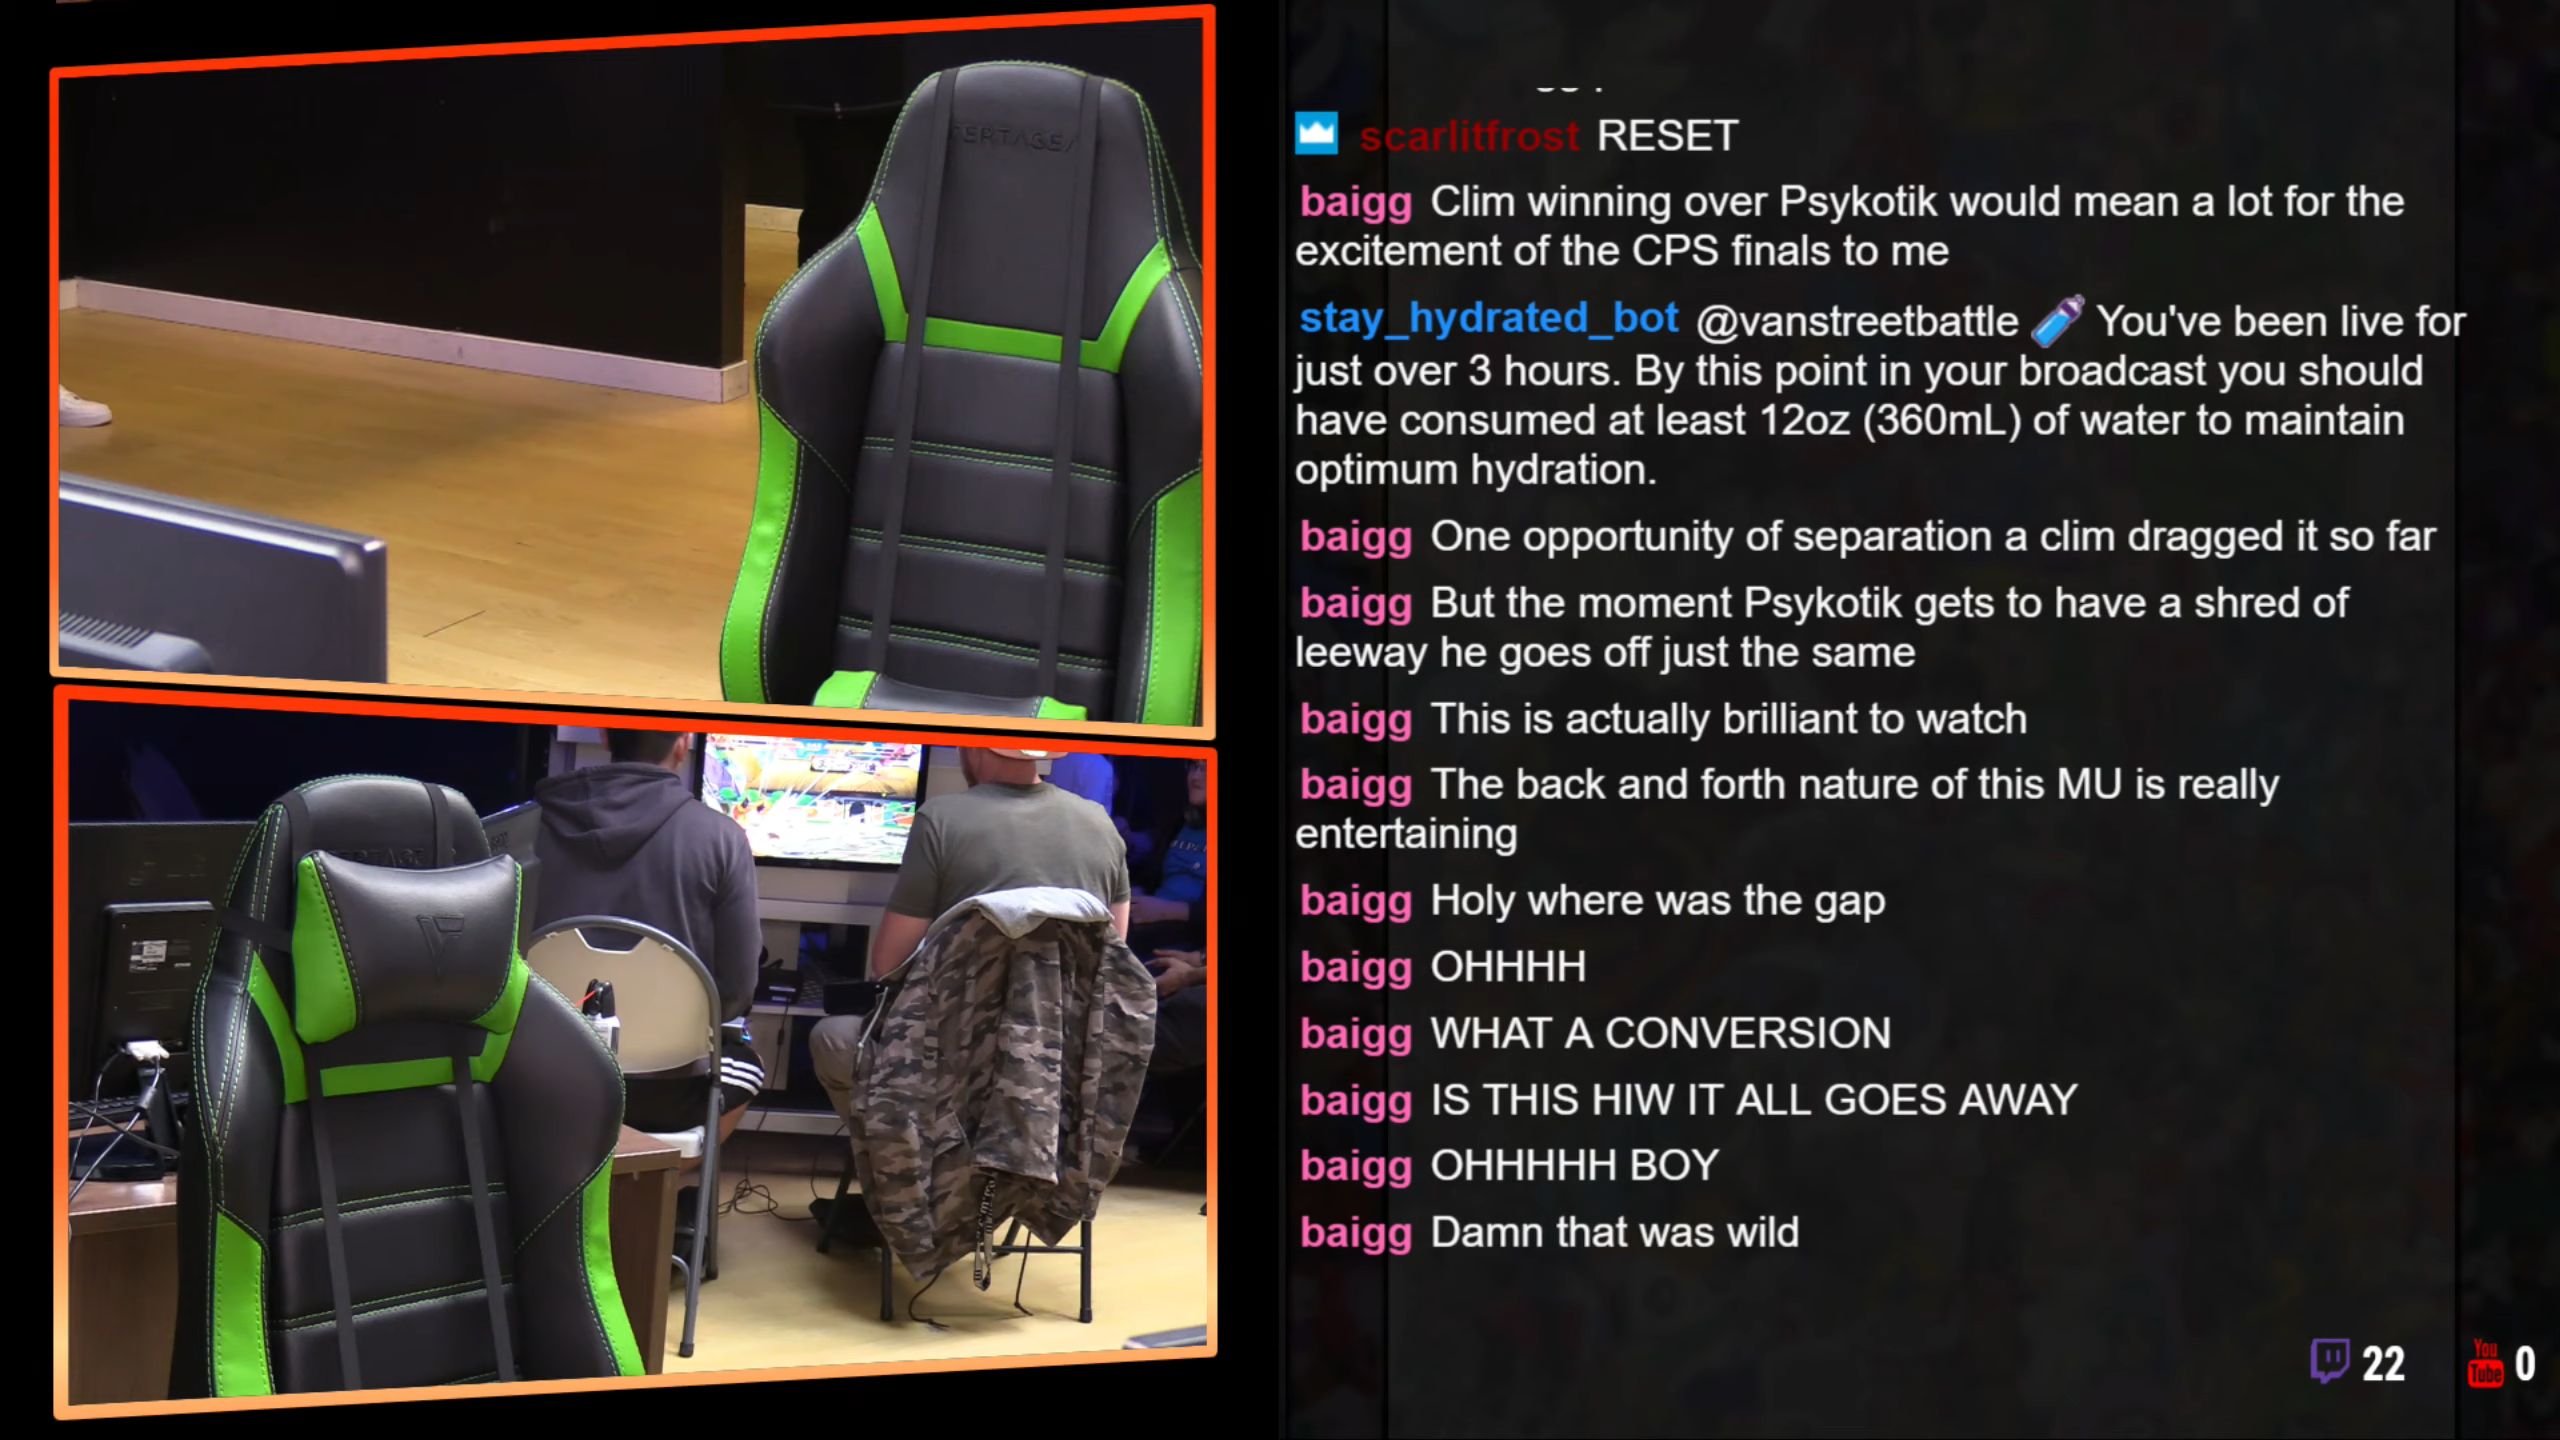 scarlitfrost RESET
baigg Clim winning over Psykotik would mean a lot for the
excitement of the CPS finals to me
stay_hydrated_bot @vanstreetbattle You've been live for
just over 3 hours. By this point in your broadcast you should
have consumed at least 12oz (360mL) of water to maintain
optimum hydration.
baigg One opportunity of separation a clim dragged it so far
baigg But the moment Psykotik gets to have a shred of
leeway he goes off just the same
baigg This is actually brilliant to watch
baigg The back and forth nature of this MU is really
entertaining
baigg Holy where was the gap
baigg OHHHH
baigg WHAT A CONVERSION
baigg IS THIS HIW IT ALL GOES AWAY
baigg OHHHHH BOY
baigg Damn that was wild
22
You
Tube 0